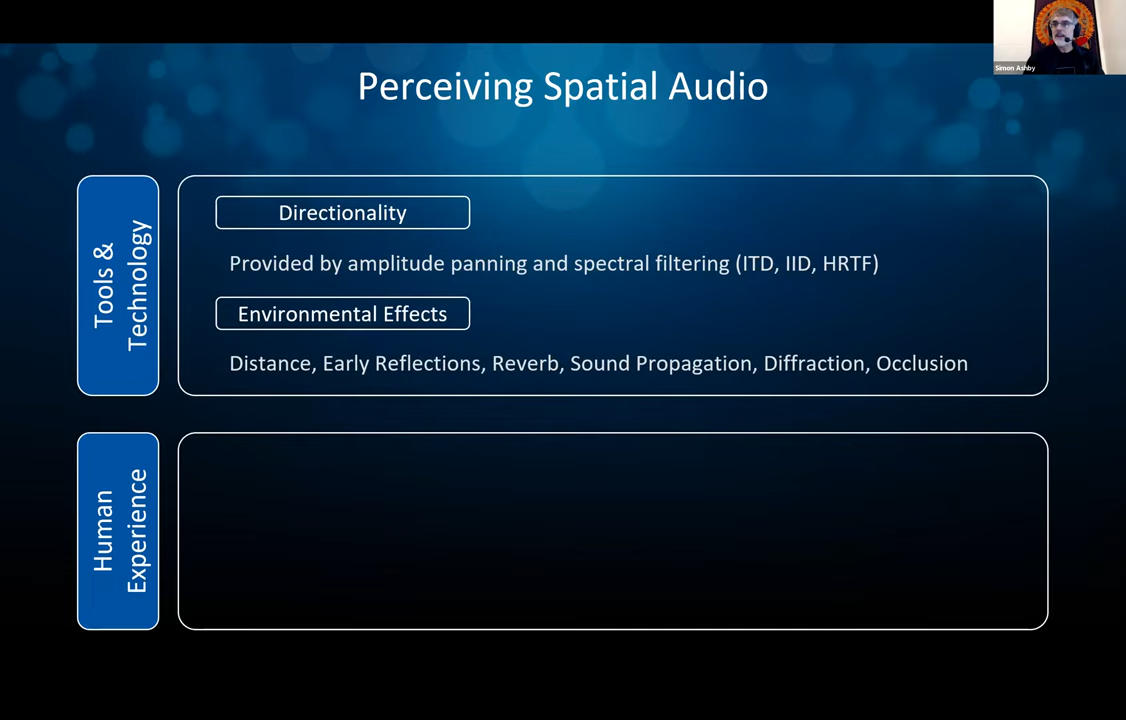 Simon Ashby
Perceiving Spatial Audio
Tools &
Technology
Directionality
Provided by amplitude panning and spectral filtering (ITD, IID, HRTF)
Environmental Effects
Distance, Early Reflections, Reverb, Sound Propagation, Diffraction, Occlusion
Human
Experience